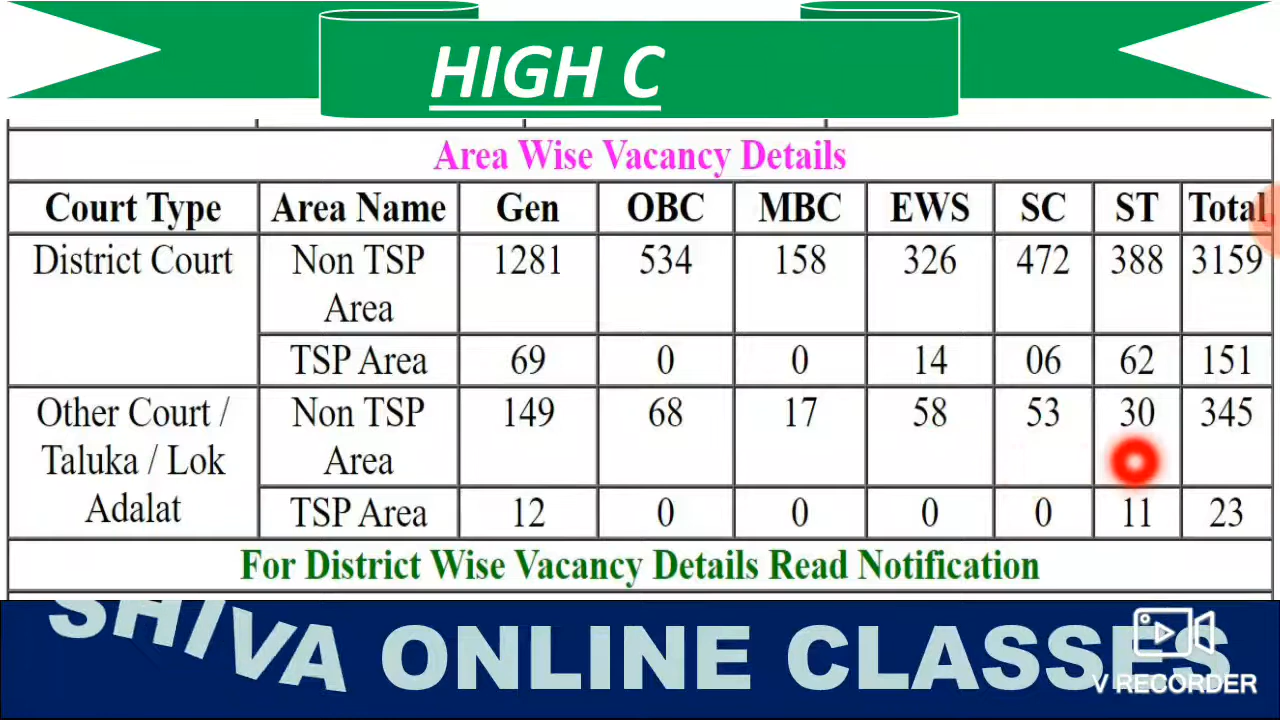 HIGH C
Area Wise Vacancy Details
Court Type Area Name Gen OBC MBC EWS SC ST Total
District Court Non TSP Area 1281 534 158 326 472 388 3159
TSP Area 69 0 0 14 06 62 151
Other Court / Taluka / Lok Adalat Non TSP Area 149 68 17 58 53 30 345
TSP Area 12 0 0 0 0 11 23
For District Wise Vacancy Details Read Notification
SHIVA ONLINE CLASSES
V RECORDER